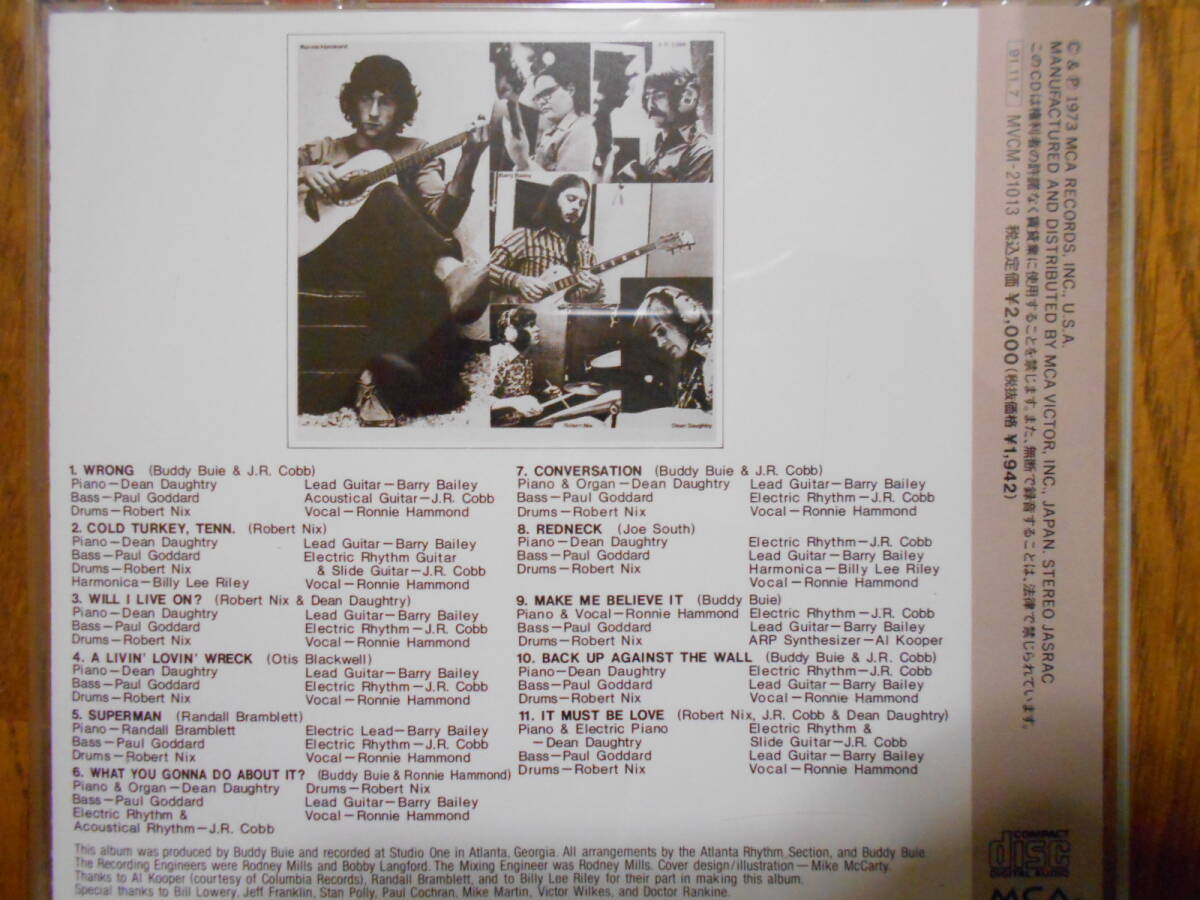 Ronnie Hammond
Barry Bailey
Robert Nix
Dean Daughtry
1. WRONG (Buddy Buie & J.R. Cobb)
Piano—Dean Daughtry Lead Guitar—Barry Bailey
Bass—Paul Goddard Acoustical Guitar—J.R. Cobb
Drums—Robert Nix Vocal—Ronnie Hammond
2. COLD TURKEY, TENN. (Robert Nix)
Piano—Dean Daughtry Lead Guitar—Barry Bailey
Bass—Paul Goddard Electric Rhythm Guitar
Drums—Robert Nix & Slide Guitar—J.R. Cobb
Harmonica—Billy Lee Riley Vocal—Ronnie Hammond
3. WILL I LIVE ON? (Robert Nix & Dean Daughtry)
Piano—Dean Daughtry Lead Guitar—Barry Bailey
Bass—Paul Goddard Electric Rhythm—J.R. Cobb
Drums—Robert Nix Vocal—Ronnie Hammond
4. A LIVIN' LOVIN' WRECK (Otis Blackwell)
Piano—Dean Daughtry Lead Guitar—Barry Bailey
Bass—Paul Goddard Electric Rhythm—J.R. Cobb
Drums—Robert Nix Vocal—Ronnie Hammond
5. SUPERMAN (Randall Bramblett)
Piano—Randall Bramblett Electric Lead—Barry Bailey
Bass—Paul Goddard Electric Rhythm—J.R. Cobb
Drums—Robert Nix Vocal—Ronnie Hammond
6. WHAT YOU GONNA DO ABOUT IT? (Buddy Buie & Ronnie Hammond)
Piano & Organ—Dean Daughtry Drums—Robert Nix
Bass—Paul Goddard Lead Guitar—Barry Bailey
Electric Rhythm & Vocal—Ronnie Hammond
Acoustical Rhythm—J.R. Cobb
7. CONVERSATION (Buddy Buie & J.R. Cobb)
Piano & Organ—Dean Daughtry Lead Guitar—Barry Bailey
Bass—Paul Goddard Electric Rhythm—J.R. Cobb
Drums—Robert Nix Vocal—Ronnie Hammond
8. REDNECK (Joe South)
Piano—Dean Daughtry Electric Rhythm—J.R. Cobb
Bass—Paul Goddard Lead Guitar—Barry Bailey
Drums—Robert Nix Harmonica—Billy Lee Riley
Vocal—Ronnie Hammond
9. MAKE ME BELIEVE IT (Buddy Buie)
Piano & Vocal—Ronnie Hammond Electric Rhythm—J.R. Cobb
Bass—Paul Goddard Lead Guitar—Barry Bailey
Drums—Robert Nix ARP Synthesizer—Al Kooper
10. BACK UP AGAINST THE WALL (Buddy Buie & J.R. Cobb)
Piano—Dean Daughtry Electric Rhythm—J.R. Cobb
Bass—Paul Goddard Lead Guitar—Barry Bailey
Drums—Robert Nix Vocal—Ronnie Hammond
11. IT MUST BE LOVE (Robert Nix, J.R. Cobb & Dean Daughtry)
Piano & Electric Piano Electric Rhythm &
—Dean Daughtry Slide Guitar—J.R. Cobb
Bass—Paul Goddard Lead Guitar—Barry Bailey
Drums—Robert Nix Vocal—Ronnie Hammond
This album was produced by Buddy Buie and recorded at Studio One in Atlanta, Georgia. All arrangements by the Atlanta Rhythm Section, and Buddy Buie.
The Recording Engineers were Rodney Mills and Bobby Langford. The Mixing Engineer was Rodney Mills. Cover design/illustration—Mike McCarty.
Thanks to Al Kooper (courtesy of Columbia Records), Randall Bramblett, and to Billy Lee Riley for their part in making this album.
Special thanks to Bill Lowery, Jeff Franklin, Stan Polly, Paul Cochran, Mike Martin, Victor Wilkes, and Doctor Rankine.
© & ℗ 1973 MCA RECORDS, INC., U.S.A.
MANUFACTURED AND DISTRIBUTED BY MCA VICTOR, INC., JAPAN. STEREO JASRAC
このCDは権利者の許諾なく賃貸業に使用することを禁じます。また、無断で録音することは、法律で禁じられています。
91.11.7 MVCM-21013 税込定価 ¥2,000(税抜価格 ¥1,942)
COMPACT
disc
DIGITAL AUDIO
MCA